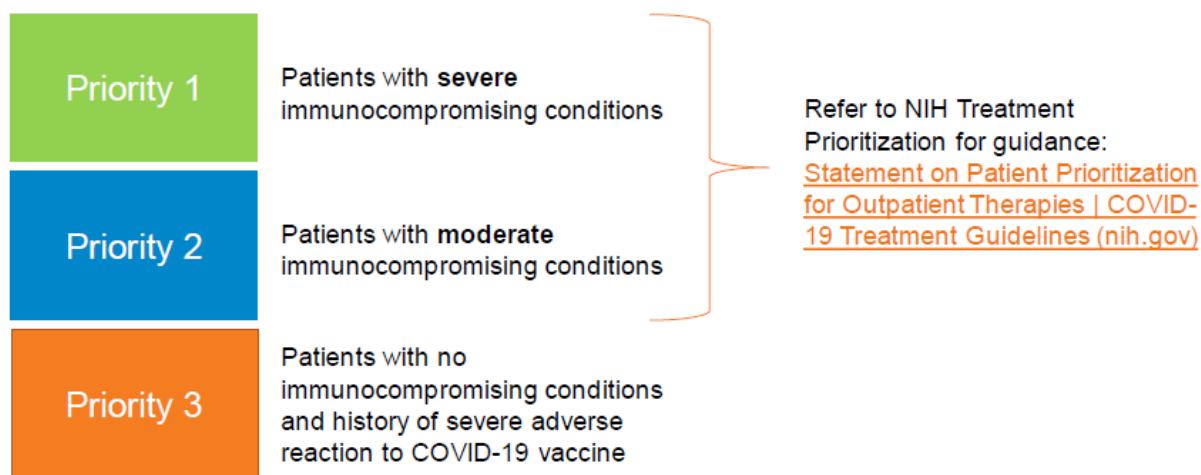 Priority 1
Patients with severe
immunocompromising conditions
Priority 2
Patients with moderate
immunocompromising conditions
Priority 3
Patients with no
immunocompromising conditions
and history of severe adverse
reaction to COVID-19 vaccine
Refer to NIH Treatment
Prioritization for guidance:
Statement on Patient Prioritization
for Outpatient Therapies | COVID-
19 Treatment Guidelines (nih.gov)